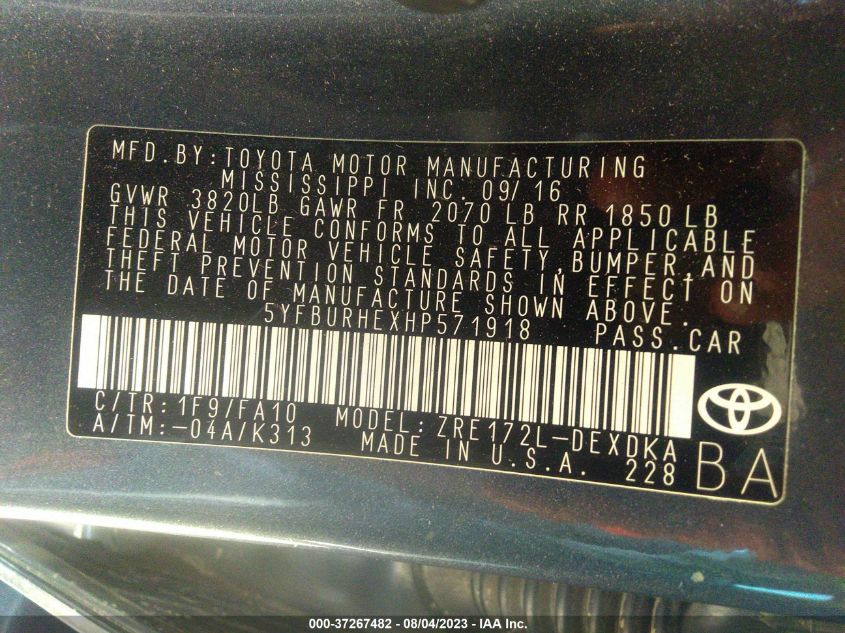 MFD.BY:TOYOTA MOTOR MANUFACTURING
MISSISSIPPI INC. 09/16
GVWR 3820LB GAWR FR 2070 LB RR 1850 LB
THIS VEHICLE CONFORMS TO ALL APPLICABLE
FEDERAL MOTOR VEHICLE SAFETY,BUMPER,AND
THEFT PREVENTION STANDARDS IN EFFECT ON
THE DATE OF MANUFACTURE SHOWN ABOVE.
5YFBURHEXHP571918 PASS.CAR
C/TR:1F9/FA10 MODEL:ZRE172L-DEXDKA
A/TM:-04A/K313 MADE IN U.S.A. 228
BA
000-37267482 - 08/04/2023 - IAA Inc.